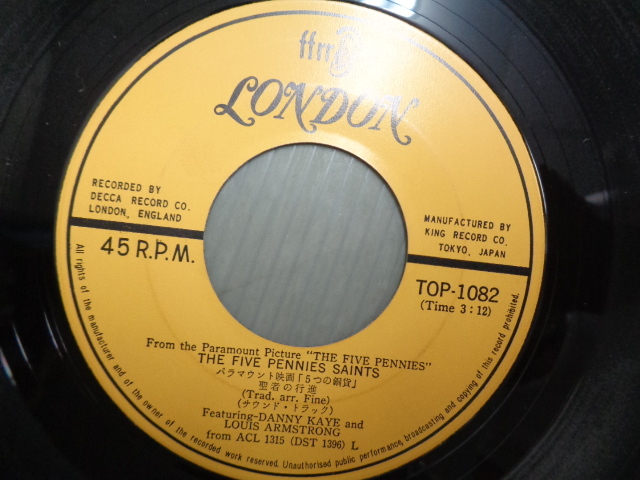 ffrr
LONDON
RECORDED BY
DECCA RECORD CO.
LONDON, ENGLAND
MANUFACTURED BY
KING RECORD CO.
TOKYO, JAPAN
45 R.P.M.
TOP-1082
(Time 3:12)
From the Paramount Picture "THE FIVE PENNIES"
THE FIVE PENNIES SAINTS
パラマウント映画「5つの銅貨」
聖者の行進
(Trad. arr. Fine)
(サウンド・トラック)
Featuring-DANNY KAYE and
LOUIS ARMSTRONG
from ACL 1315 (DST 1396) L
All rights of the manufacturer and of the owner of the recorded work reserved. Unauthorised public performance, broadcasting and copying of this record prohibited.